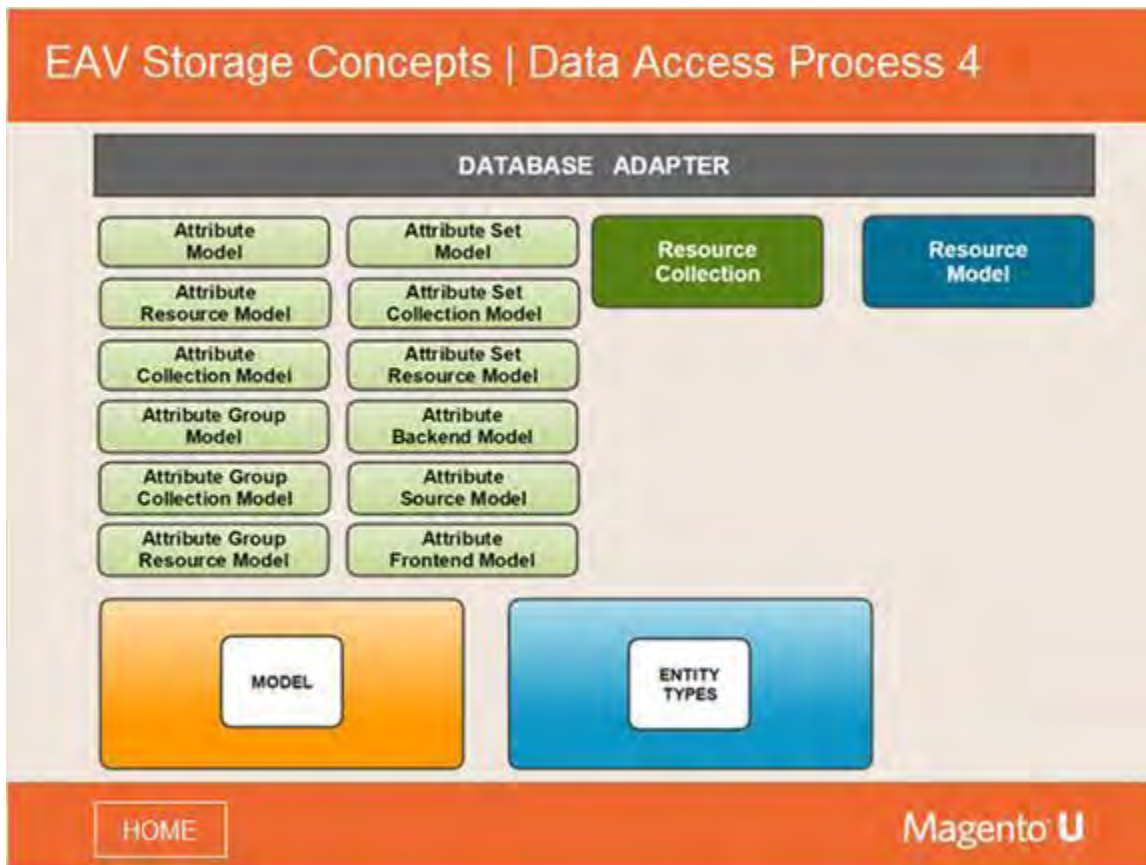 EAV Storage Concepts | Data Access Process 4
DATABASE ADAPTER
Attribute
Model
Attribute
Resource Model
Attribute
Collection Model
Attribute Group
Model
Attribute Group
Collection Model
Attribute Group
Resource Model
Attribute Set
Model
Attribute Set
Collection Model
Attribute Set
Resource Model
Attribute
Backend Model
Attribute
Source Model
Attribute
Frontend Model
Resource
Collection
Resource
Model
MODEL
ENTITY
TYPES
HOME
Magento U